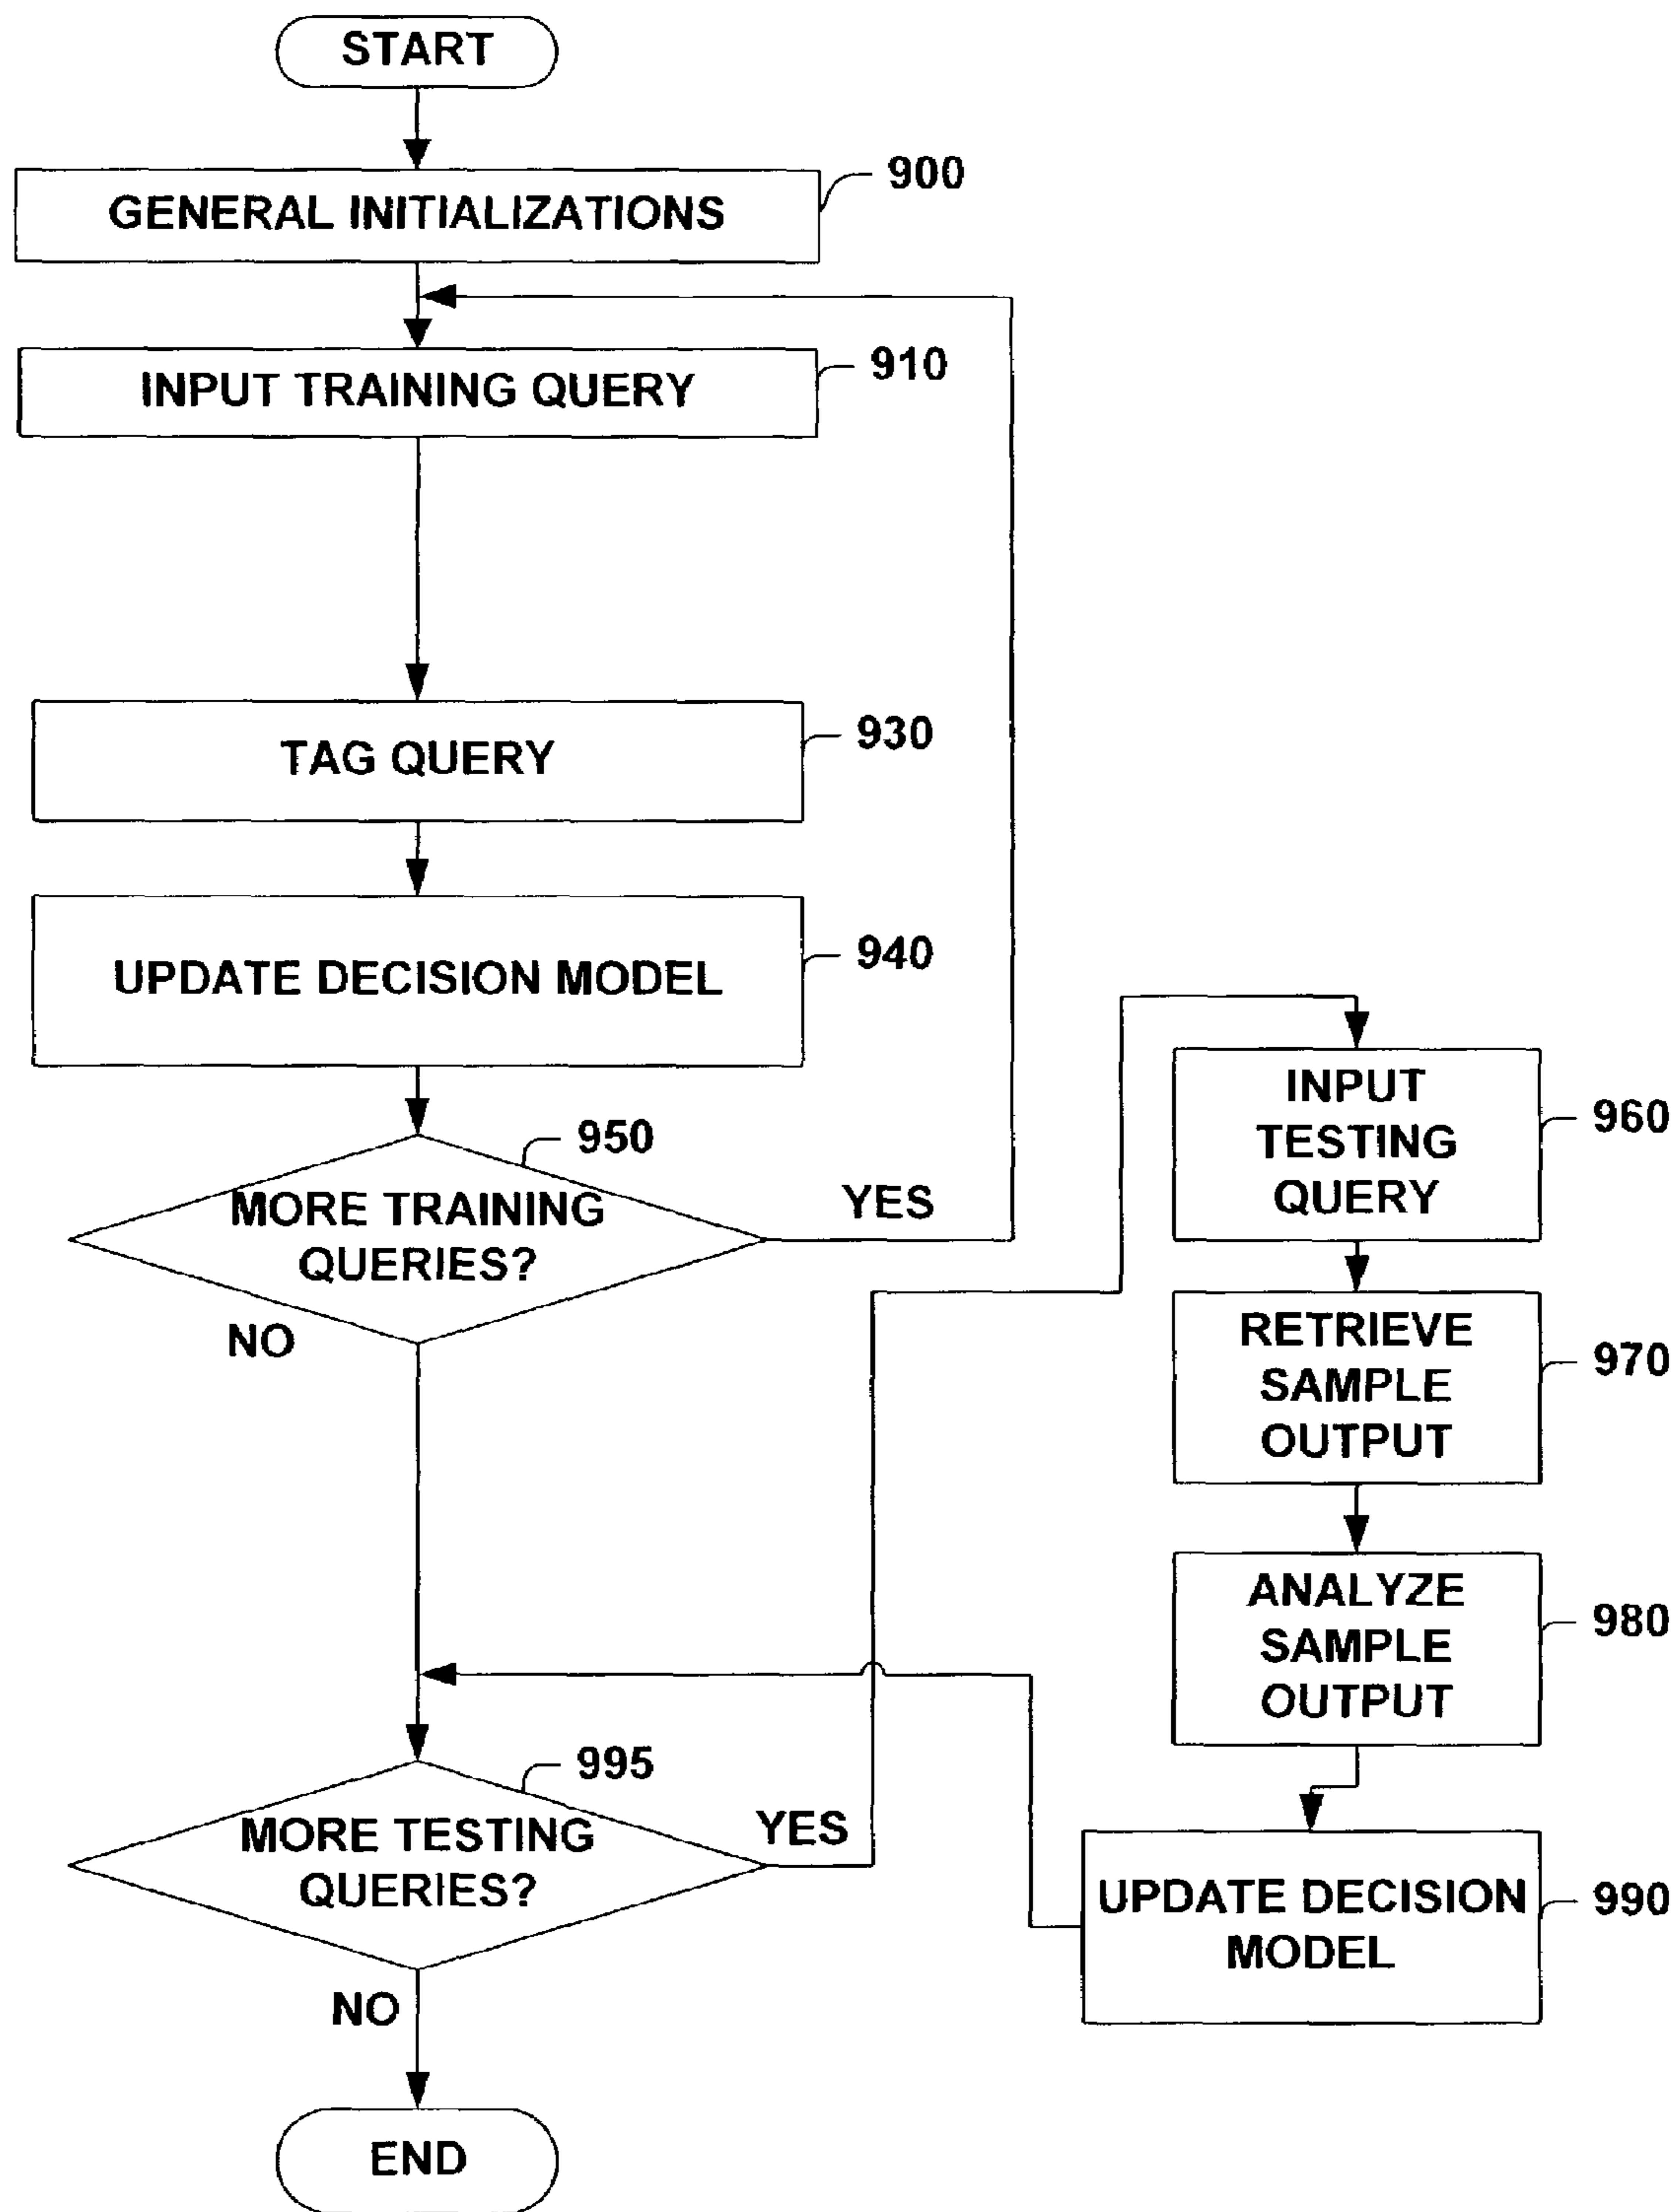 START
GENERAL INITIALIZATIONS
900
INPUT TRAINING QUERY
910
TAG QUERY
930
UPDATE DECISION MODEL
940
950
MORE TRAINING
QUERIES?
YES
NO
INPUT
TESTING
QUERY
960
RETRIEVE
SAMPLE
OUTPUT
970
ANALYZE
SAMPLE
OUTPUT
980
UPDATE DECISION
MODEL
990
995
MORE TESTING
QUERIES?
YES
NO
END